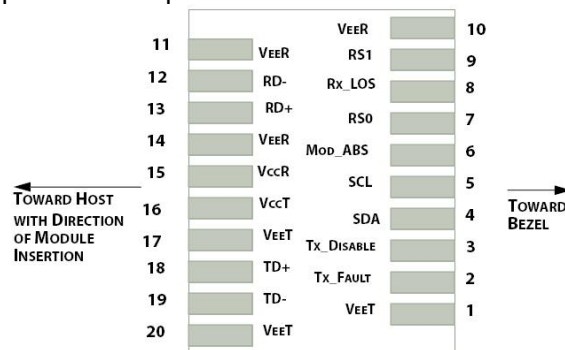 11 VEER
12 RD-
13 RD+
14 VEER
15 VCCR
16 VCCT
17 VEET
18 TD+
19 TD-
20 VEET
VEER 10
RS1 9
RX_LOS 8
RS0 7
MOD_ABS 6
SCL 5
SDA 4
TX_DISABLE 3
TX_FAULT 2
VEET 1
TOWARD HOST
WITH DIRECTION
OF MODULE
INSERTION
TOWARD
BEZEL